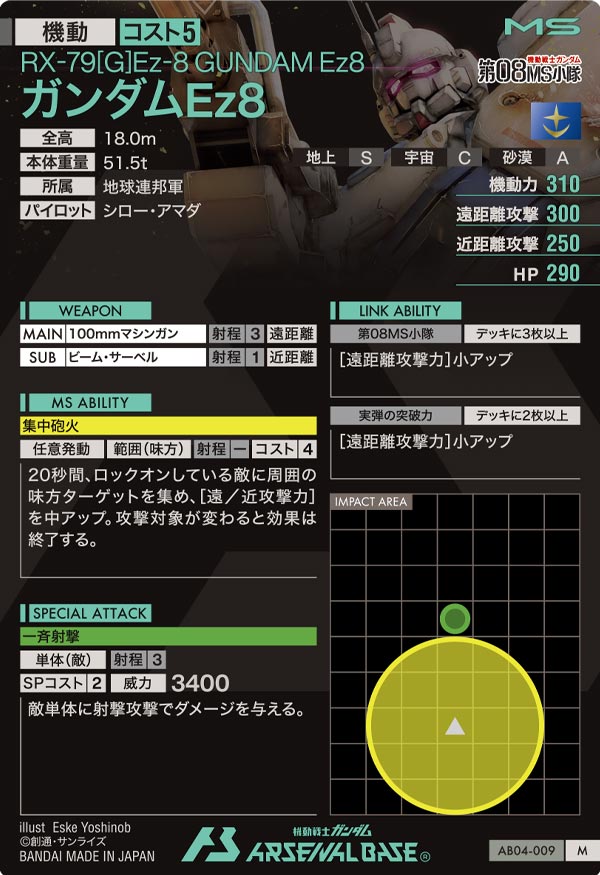 機動 コスト5 MS
RX-79[G]Ez-8 GUNDAM Ez8
ガンダムEz8
機動戦士ガンダム
第08MS小隊
全高 18.0m
本体重量 51.5t
所属 地球連邦軍
パイロット シロー・アマダ
地上 S 宇宙 C 砂漠 A
機動力 310
遠距離攻撃 300
近距離攻撃 250
HP 290
WEAPON
MAIN 100mmマシンガン 射程 3 遠距離
SUB ビーム・サーベル 射程 1 近距離
MS ABILITY
集中砲火
任意発動 範囲(味方) 射程 ー コスト 4
20秒間、ロックオンしている敵に周囲の
味方ターゲットを集め、[遠／近攻撃力]
を中アップ。攻撃対象が変わると効果は
終了する。
SPECIAL ATTACK
一斉射撃
単体(敵) 射程 3
SPコスト 2 威力 3400
敵単体に射撃攻撃でダメージを与える。
LINK ABILITY
第08MS小隊 デッキに3枚以上
[遠距離攻撃力]小アップ
実弾の突破力 デッキに2枚以上
[遠距離攻撃力]小アップ
IMPACT AREA
illust Eske Yoshinob
©創通・サンライズ
BANDAI MADE IN JAPAN
機動戦士ガンダム
ARSENAL BASE®
AB04-009 M